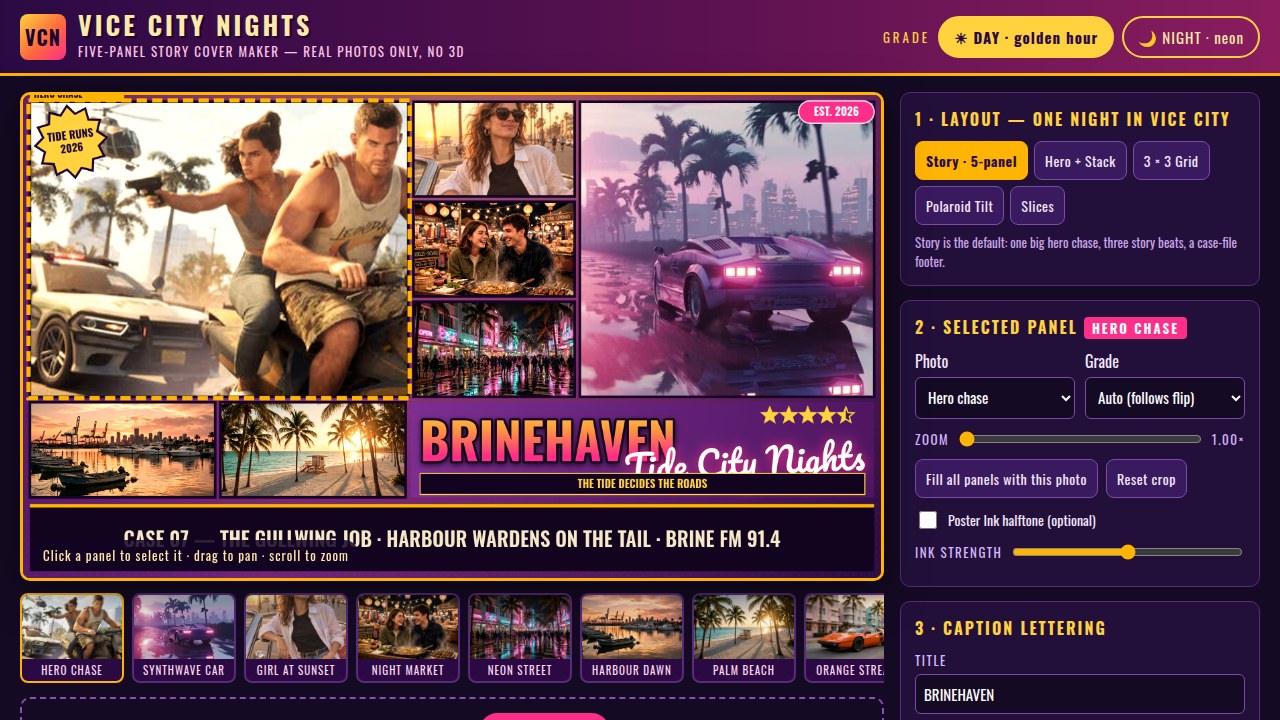 VCN
VICE CITY NIGHTS
FIVE-PANEL STORY COVER MAKER — REAL PHOTOS ONLY, NO 3D
GRADE
☀ DAY · golden hour
🌙 NIGHT · neon
HERO CHASE
TIDE RUNS
2026
EST. 2026
BRINEHAVEN
Tide City Nights
THE TIDE DECIDES THE ROADS
CASE 07 — THE GULLWING JOB · HARBOUR WARDENS ON THE TAIL · BRINE FM 91.4
Click a panel to select it · drag to pan · scroll to zoom
HERO CHASE
SYNTHWAVE CAR
GIRL AT SUNSET
NIGHT MARKET
NEON STREET
HARBOUR DAWN
PALM BEACH
ORANGE STREA
1 · LAYOUT — ONE NIGHT IN VICE CITY
Story · 5-panel
Hero + Stack
3 × 3 Grid
Polaroid Tilt
Slices
Story is the default: one big hero chase, three story beats, a case-file
footer.
2 · SELECTED PANEL
HERO CHASE
Photo
Grade
Hero chase
Auto (follows flip)
ZOOM
1.00×
Fill all panels with this photo
Reset crop
Poster Ink halftone (optional)
INK STRENGTH
3 · CAPTION LETTERING
TITLE
BRINEHAVEN